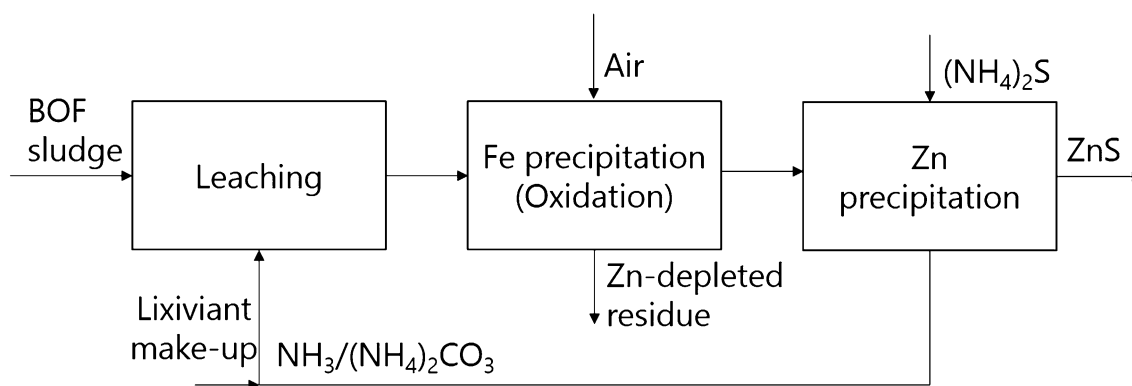 BOF
sludge
Leaching
Air
Fe precipitation
(Oxidation)
(NH₄)₂S
Zn
precipitation
ZnS
Zn-depleted
residue
Lixiviant
make-up
NH₃/(NH₄)₂CO₃